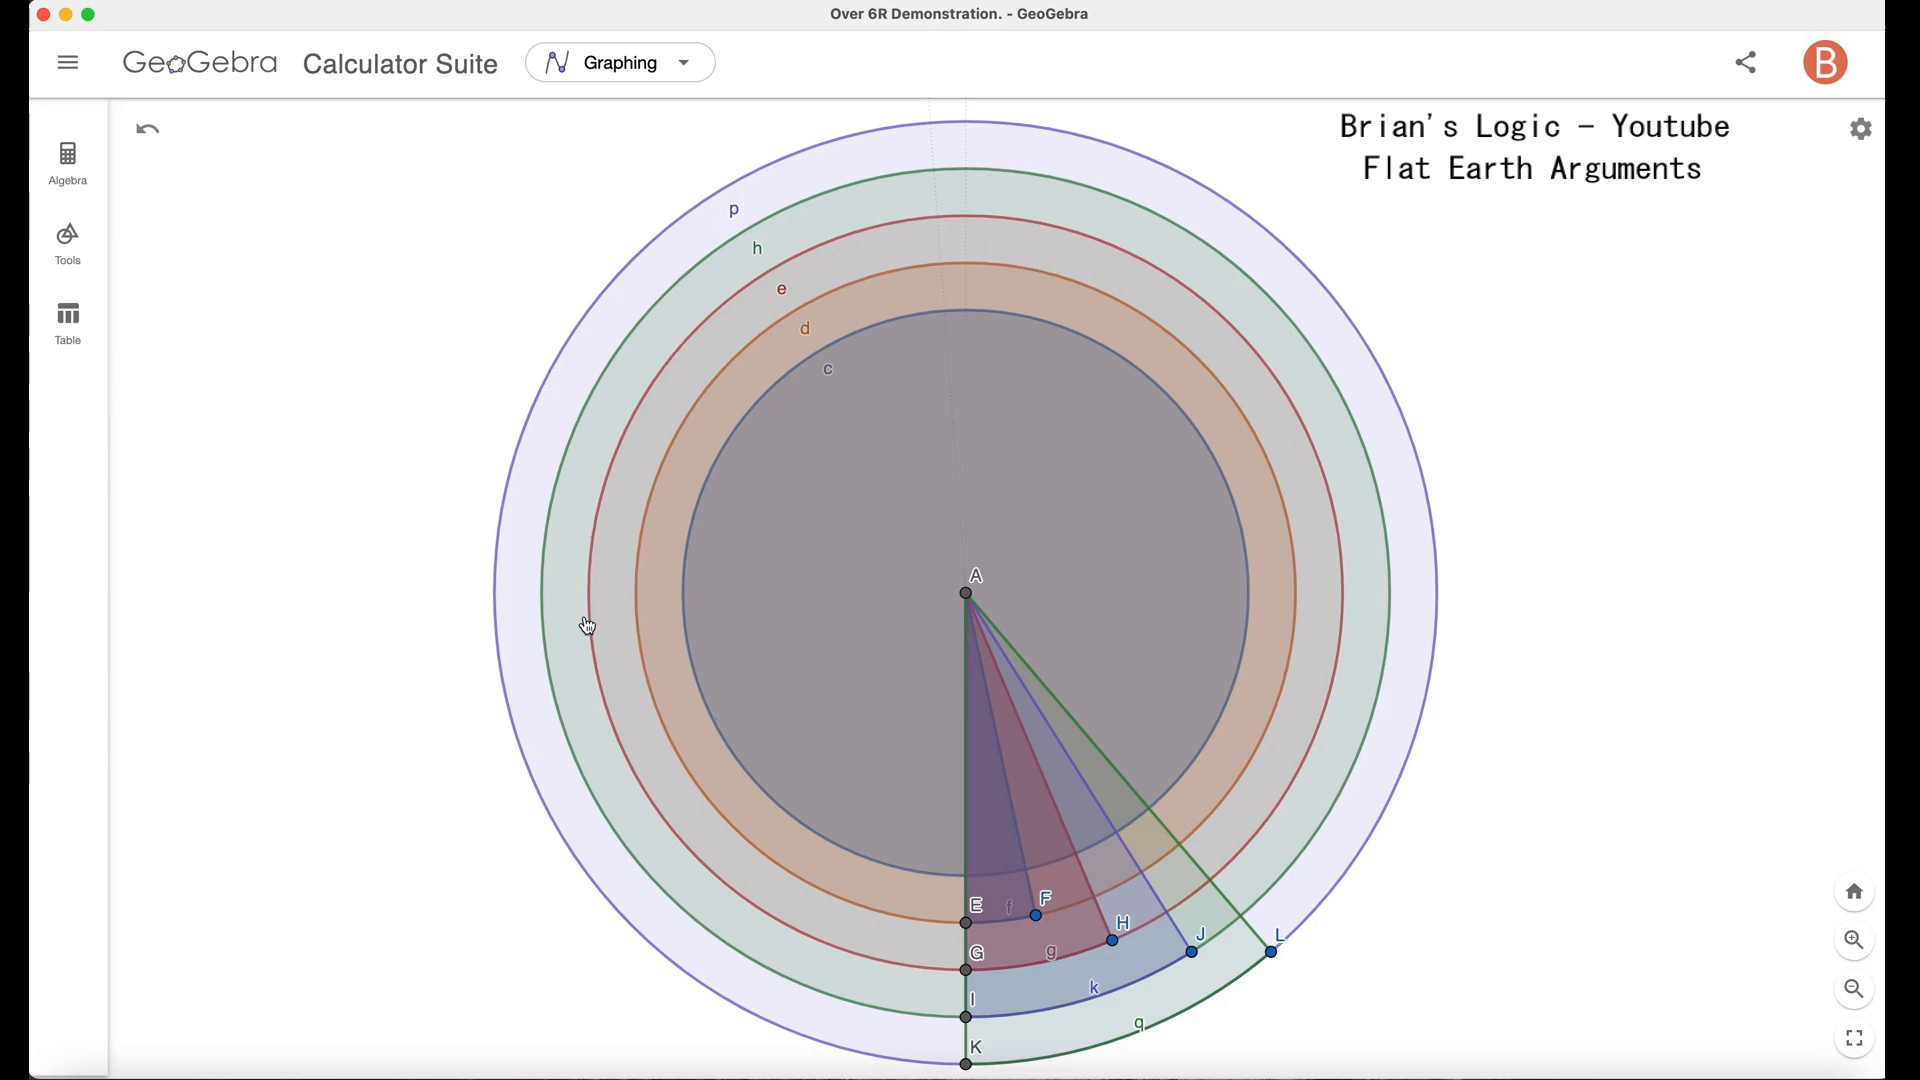 Over 6R Demonstration. - GeoGebra
GeoGebra Calculator Suite Graphing B
Brian's Logic - Youtube
Flat Earth Arguments
Algebra
Tools
Table
p
h
e
d
c
A
E f F
H
G g
J
L
I
k
q
K